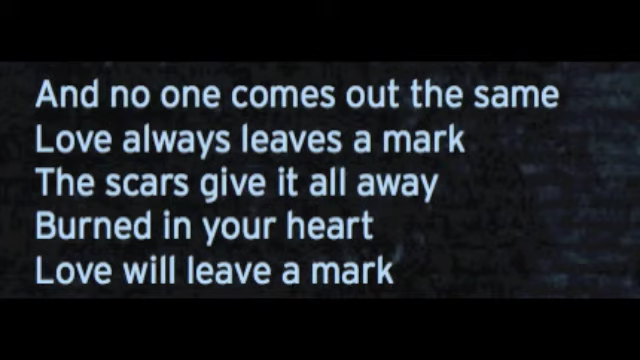 And no one comes out the same
Love always leaves a mark
The scars give it all away
Burned in your heart
Love will leave a mark